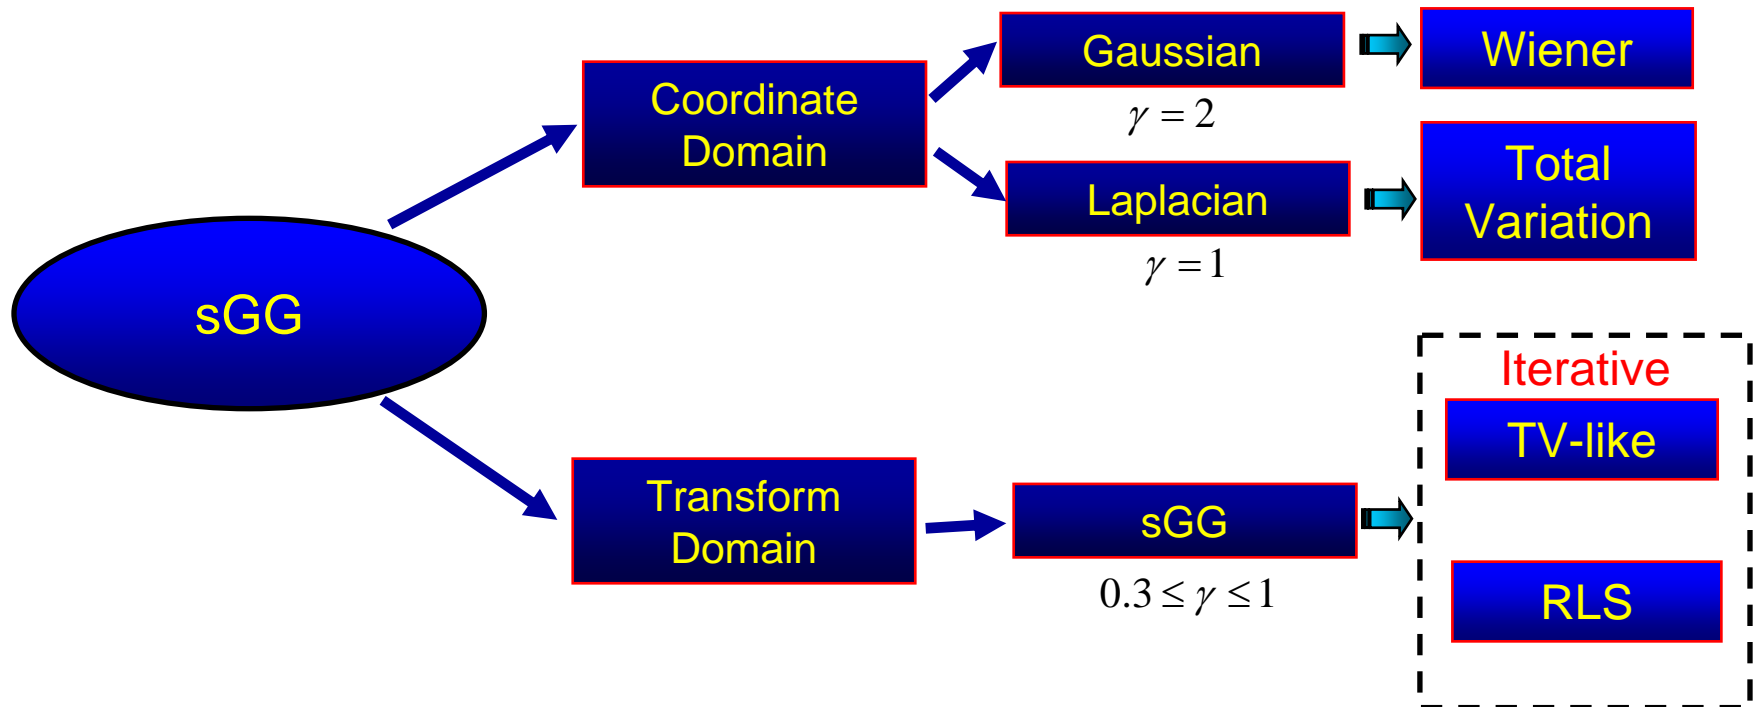 sGG
Coordinate
Domain
Gaussian
γ = 2
Wiener
Laplacian
γ = 1
Total
Variation
Transform
Domain
sGG
0.3 ≤ γ ≤ 1
Iterative
TV-like
RLS